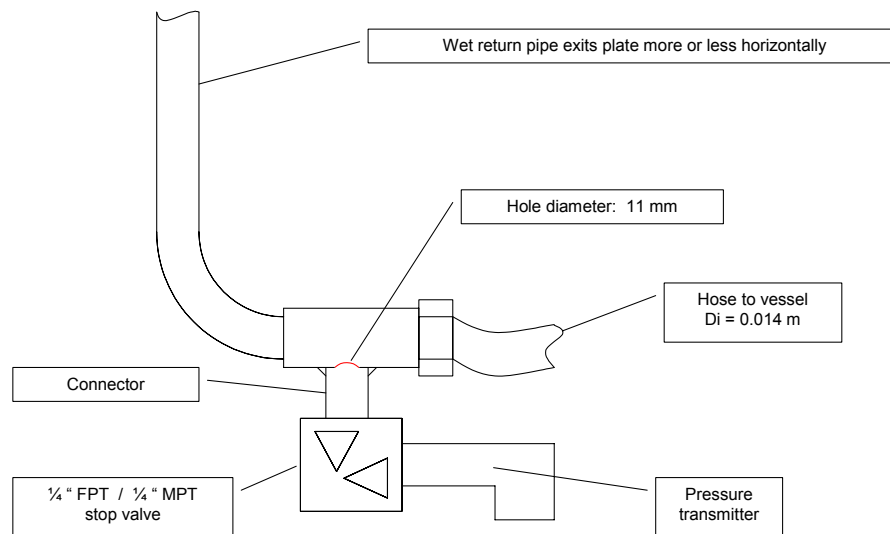 Wet return pipe exits plate more or less horizontally
Hole diameter: 11 mm
Hose to vessel
Di = 0.014 m
Connector
¼ “ FPT / ¼ “ MPT
stop valve
Pressure
transmitter